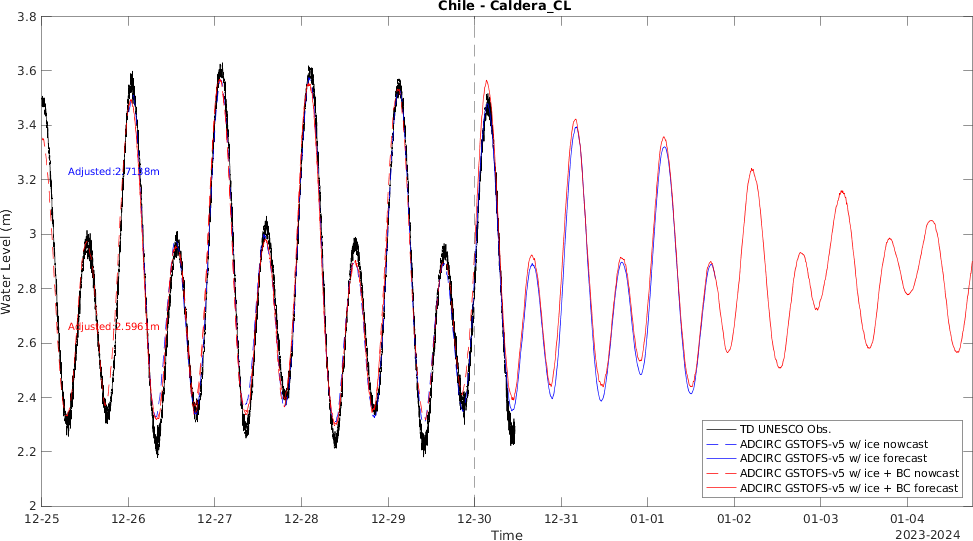 Chile - Caldera_CL
3.8
3.6
3.4
3.2
3
2.8
2.6
2.4
2.2
2
Water Level (m)
Adjusted:2.7138m
Adjusted:2.5961m
TD UNESCO Obs.
ADCIRC GSTOFS-v5 w/ ice nowcast
ADCIRC GSTOFS-v5 w/ ice forecast
ADCIRC GSTOFS-v5 w/ ice + BC nowcast
ADCIRC GSTOFS-v5 w/ ice + BC forecast
12-25 12-26 12-27 12-28 12-29 12-30 12-31 01-01 01-02 01-03 01-04
Time
2023-2024